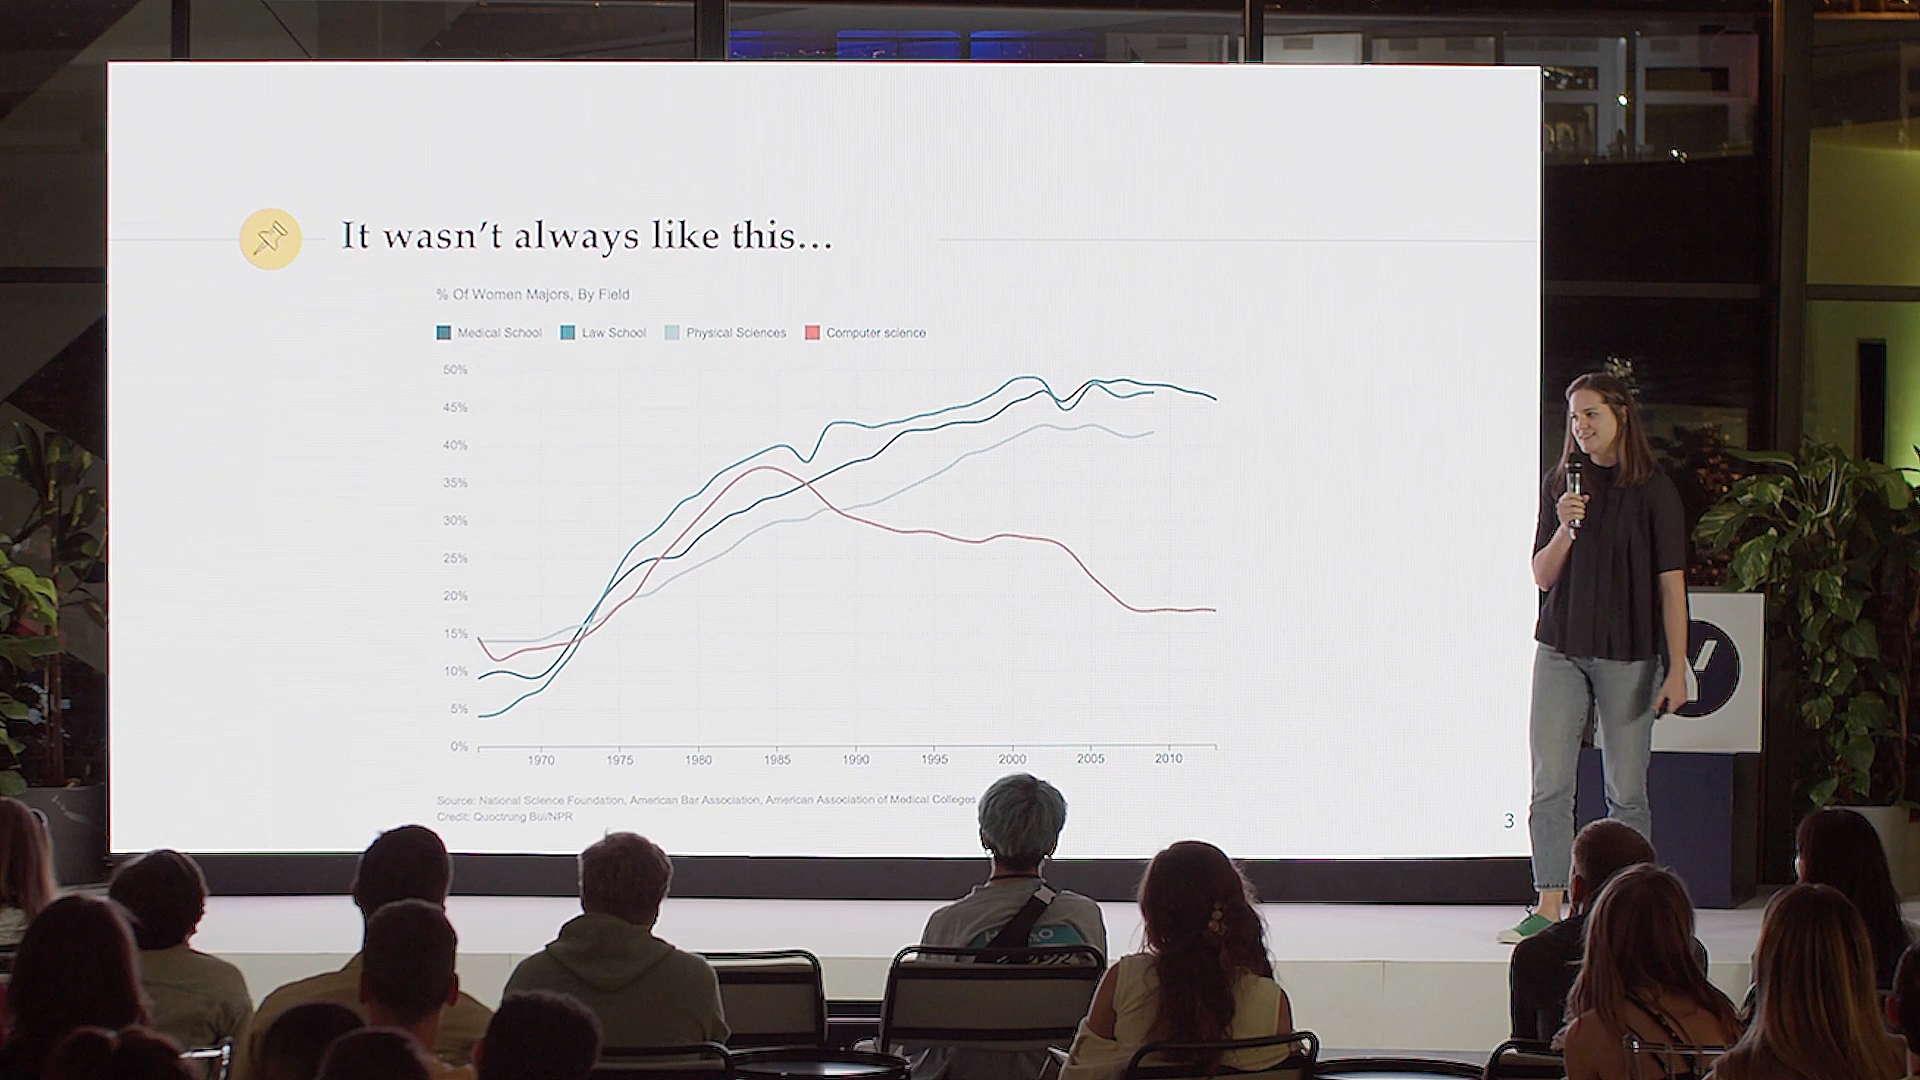 It wasn't always like this...
% Of Women Majors, By Field
Medical School Law School Physical Sciences Computer science
50%
45%
40%
35%
30%
25%
20%
15%
10%
5%
0%
1970 1975 1980 1985 1990 1995 2000 2005 2010
Source: National Science Foundation, American Bar Association, American Association of Medical Colleges
Credit: Quoctrung Bui/NPR
3
Y